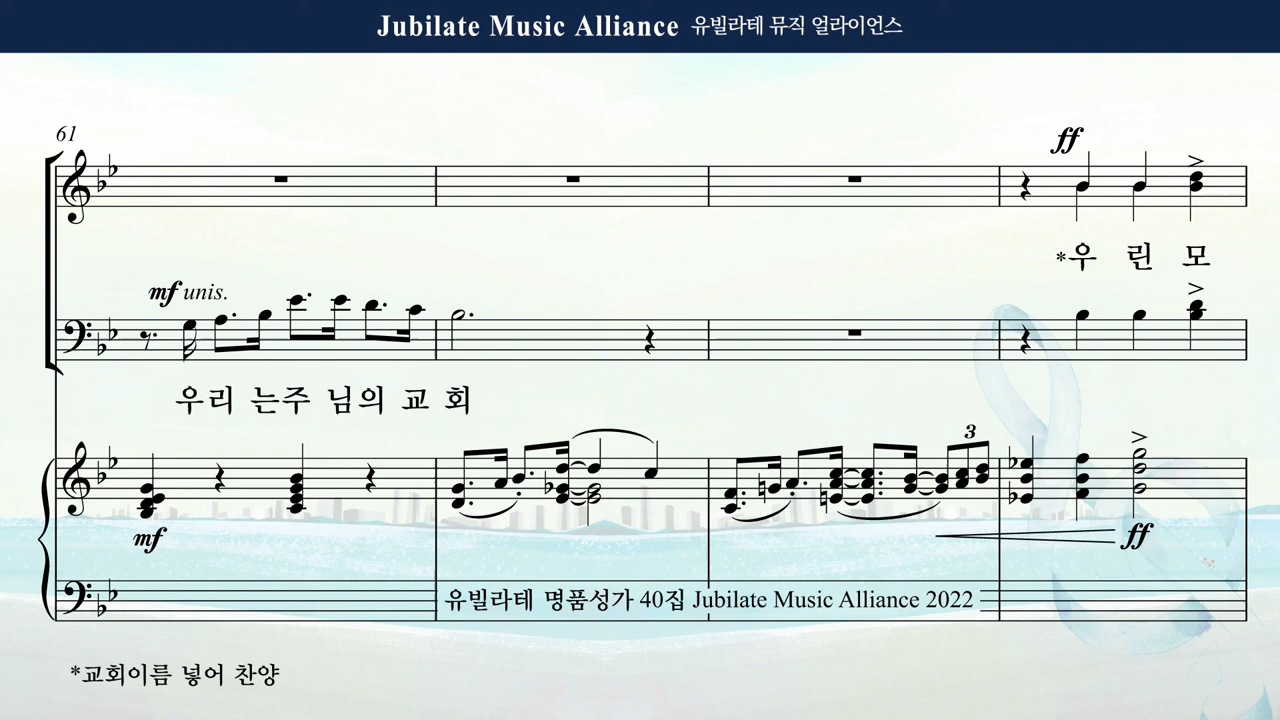 Jubilate Music Alliance 유빌라테 뮤직 얼라이언스
61
ff
*우 린 모
mf unis.
우리 는주 님의 교 회
3
mf
ff
유빌라테 명품성가 40집 Jubilate Music Alliance 2022
*교회이름 넣어 찬양